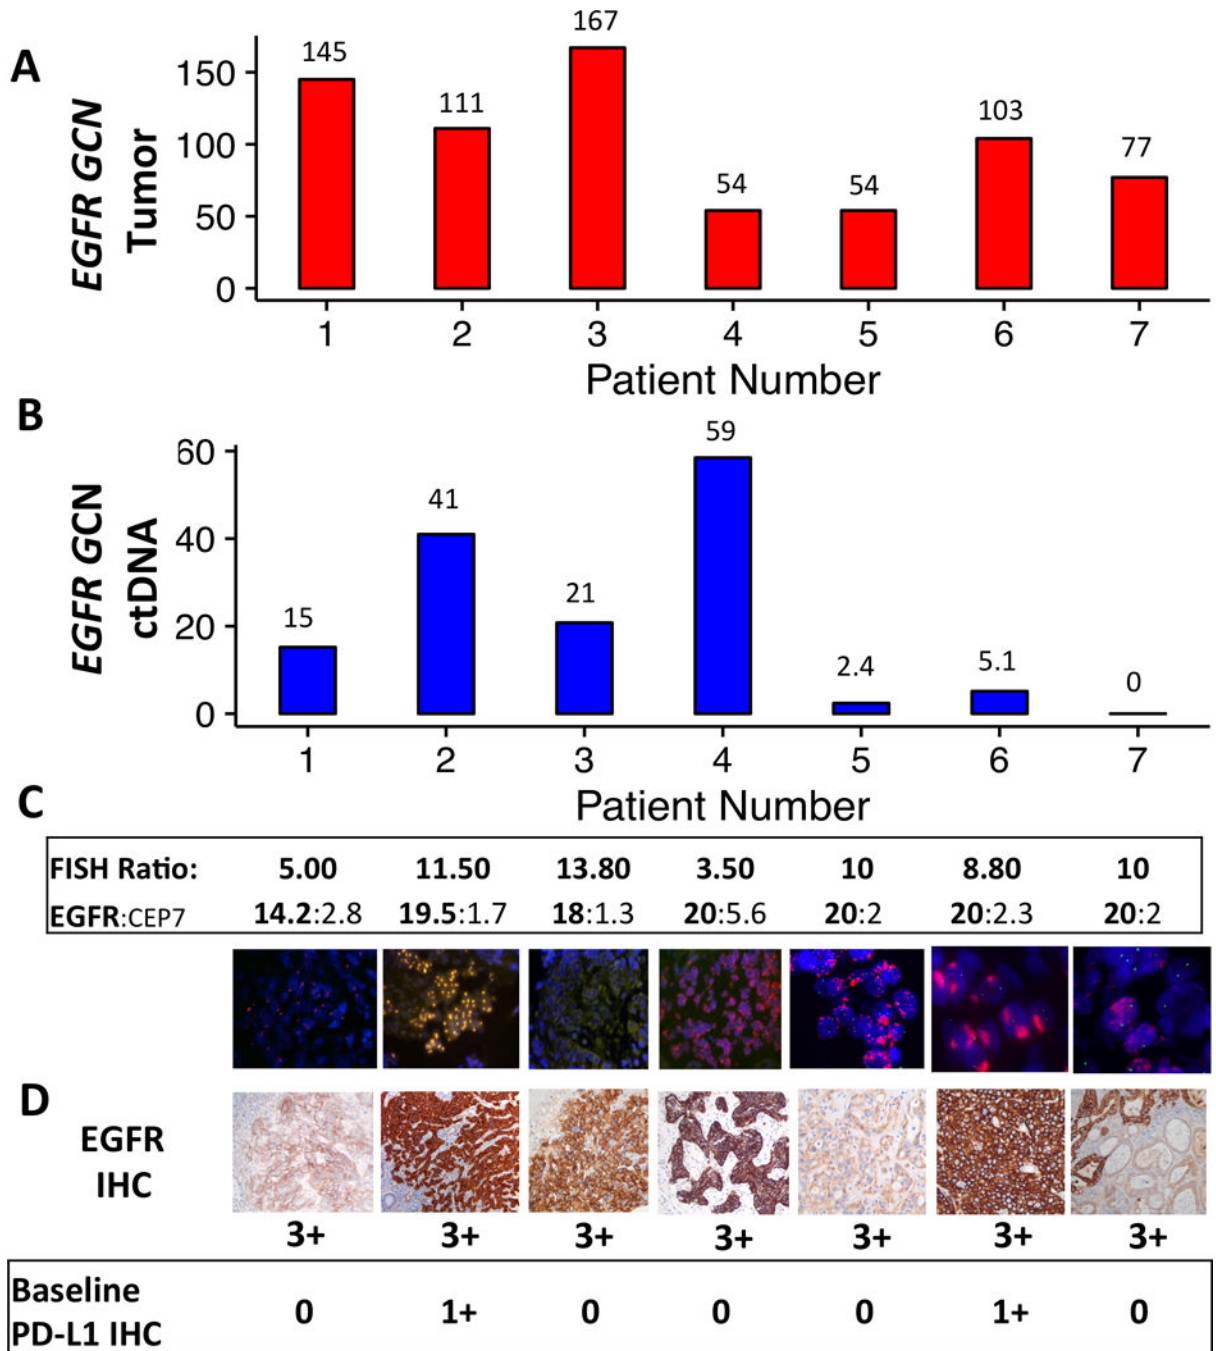 A
EGFR GCN
Tumor
150
100
50
0
145
111
167
54
54
103
77
1 2 3 4 5 6 7
Patient Number
B
EGFR GCN
ctDNA
60
40
20
0
15
41
21
59
2.4
5.1
0
1 2 3 4 5 6 7
Patient Number
C
FISH Ratio: 5.00 11.50 13.80 3.50 10 8.80 10
EGFR:CEP7 14.2:2.8 19.5:1.7 18:1.3 20:5.6 20:2 20:2.3 20:2
D
EGFR
IHC
3+ 3+ 3+ 3+ 3+ 3+ 3+
Baseline
PD-L1 IHC
0 1+ 0 0 0 1+ 0